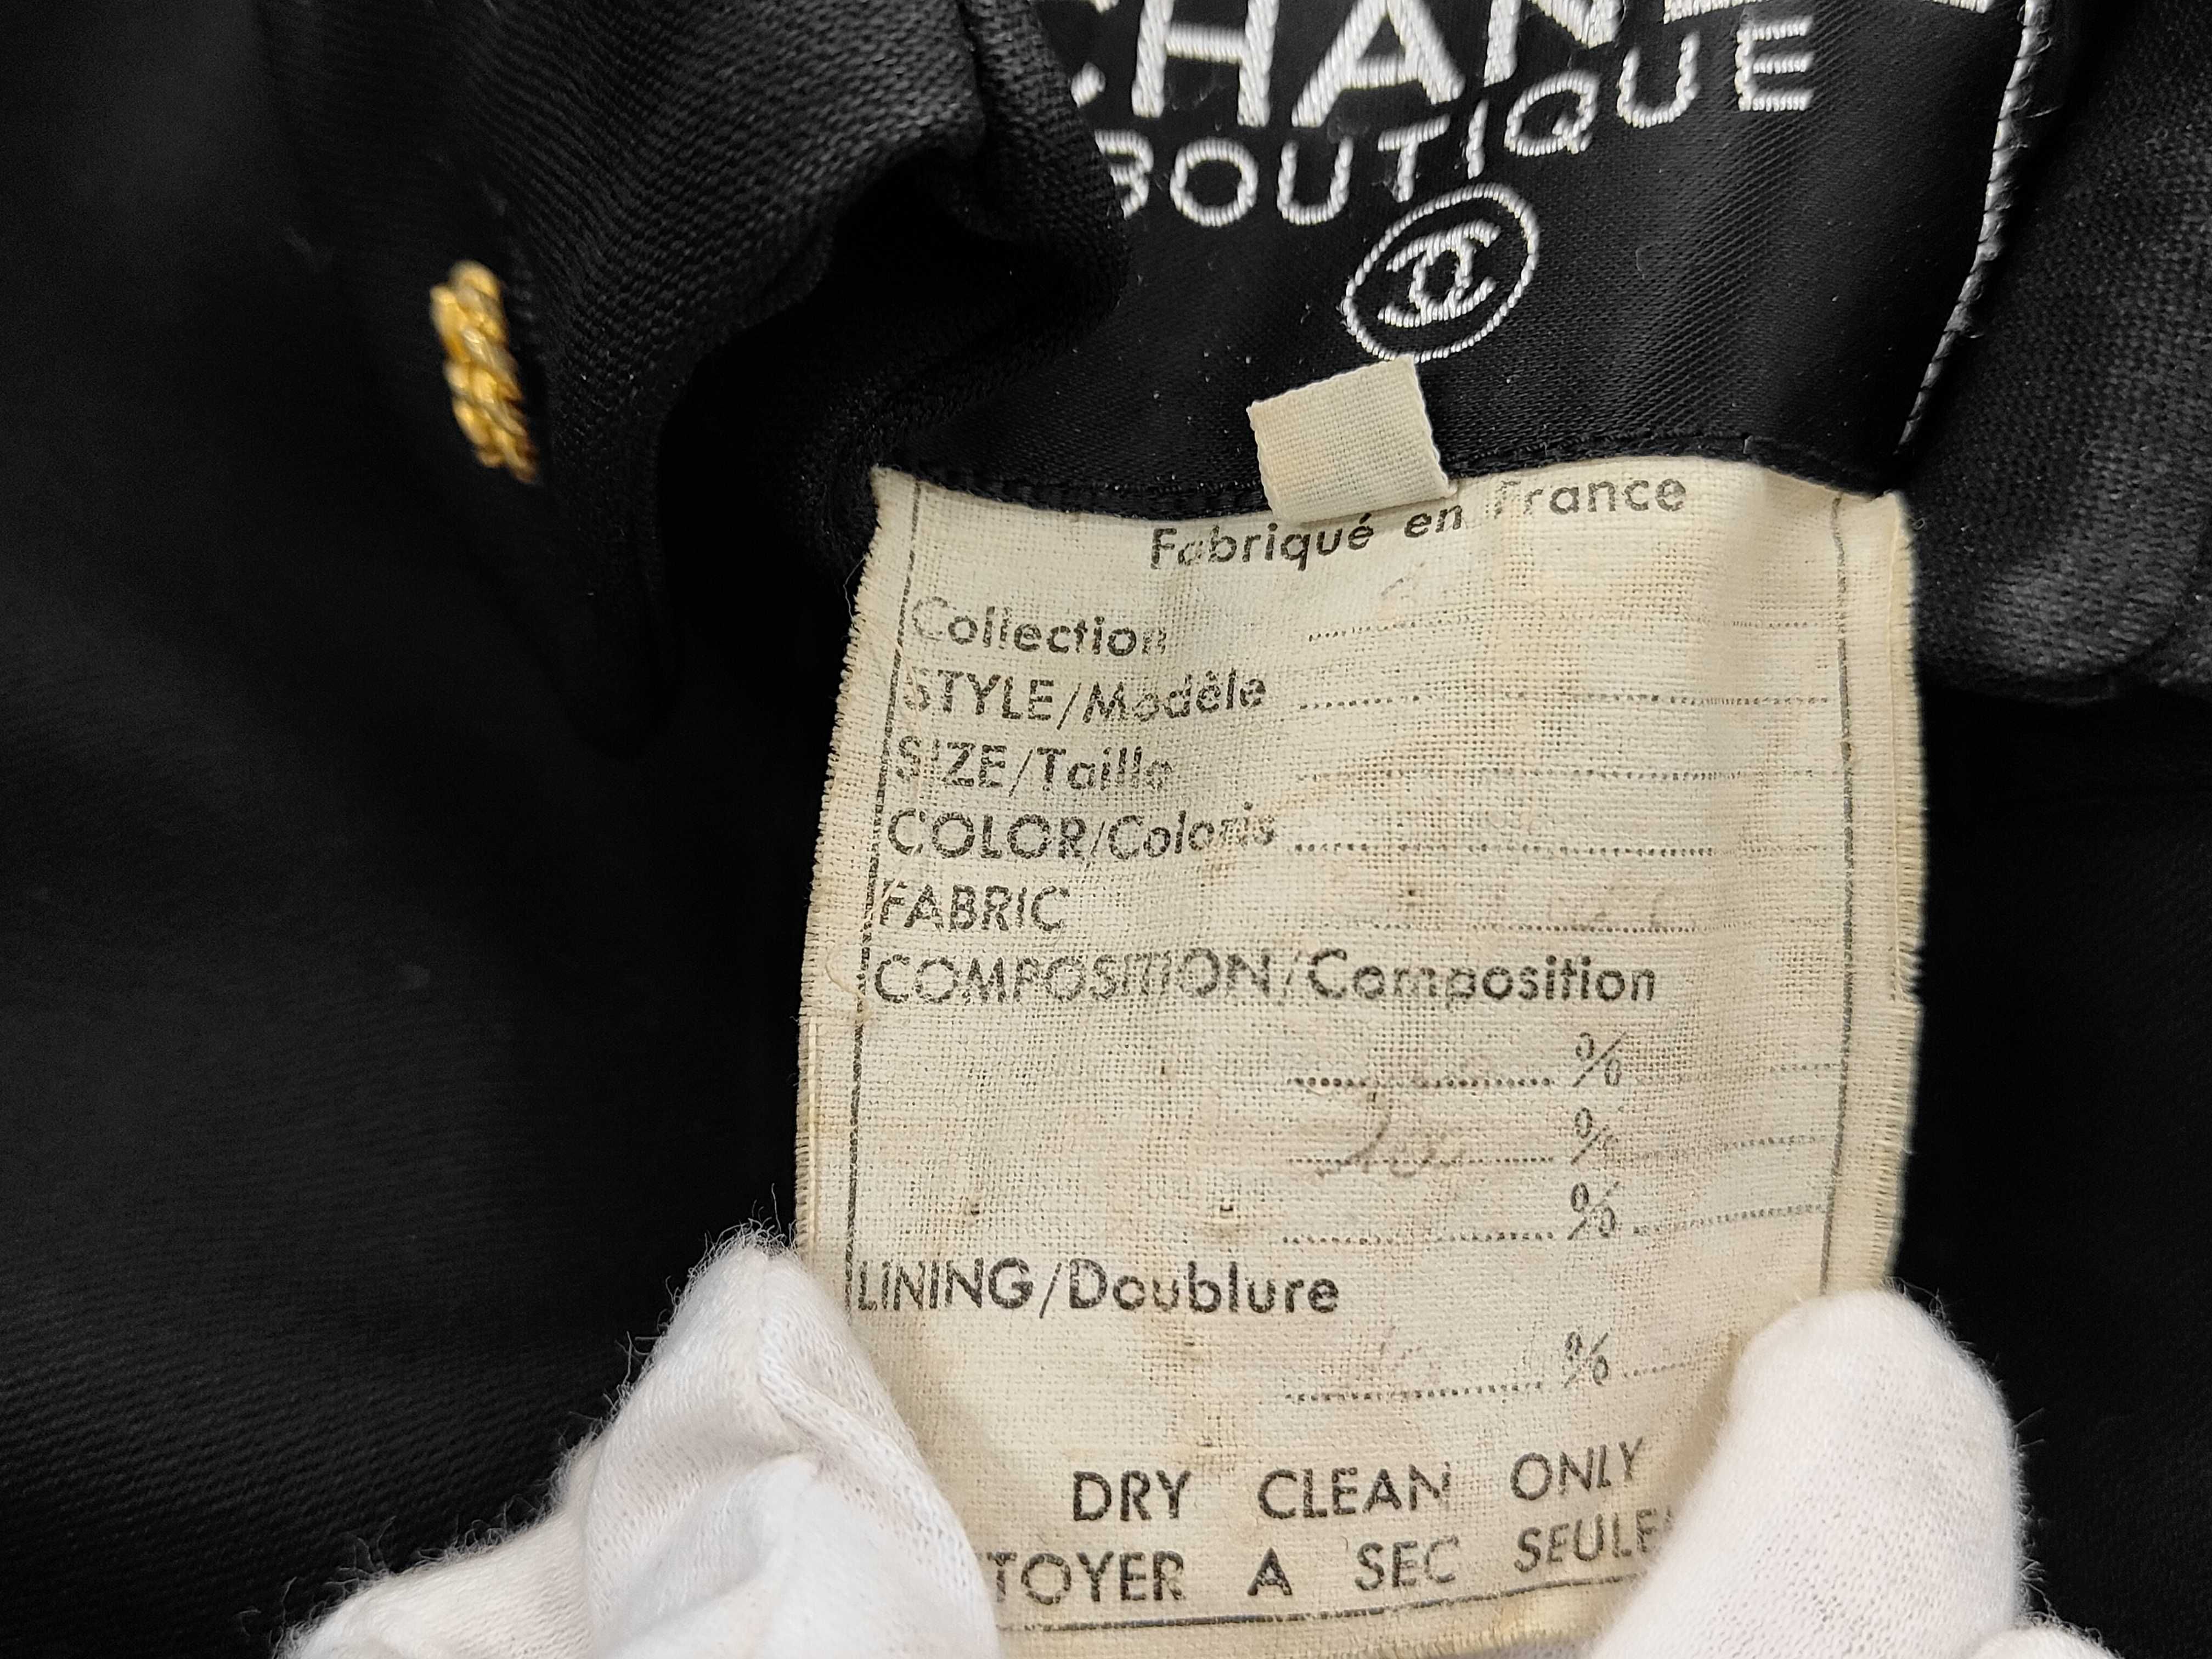 CHANEL
BOUTIQUE
Fabriqué en France
Collection
STYLE/Modèle
SIZE/Taille
COLOR/Coloris
FABRIC
COMPOSITION/Composition
%
%
%
LINING/Doublure
%
DRY CLEAN ONLY
TOYER A SEC SEULE